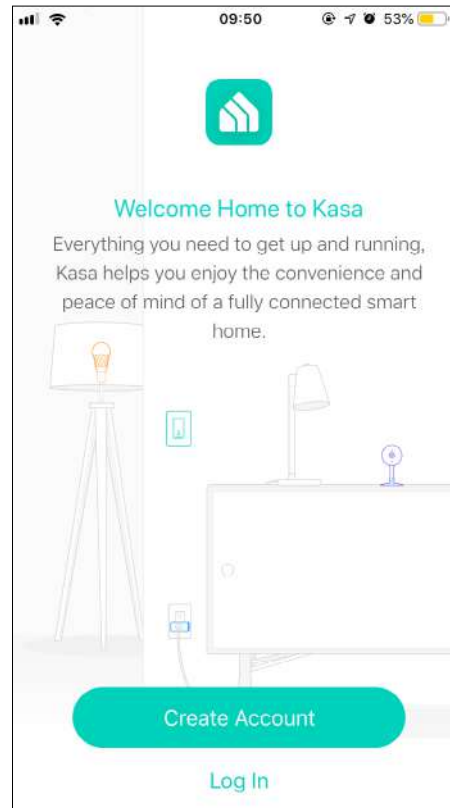 09:50
53%
Welcome Home to Kasa
Everything you need to get up and running,
Kasa helps you enjoy the convenience and
peace of mind of a fully connected smart
home.
Create Account
Log In